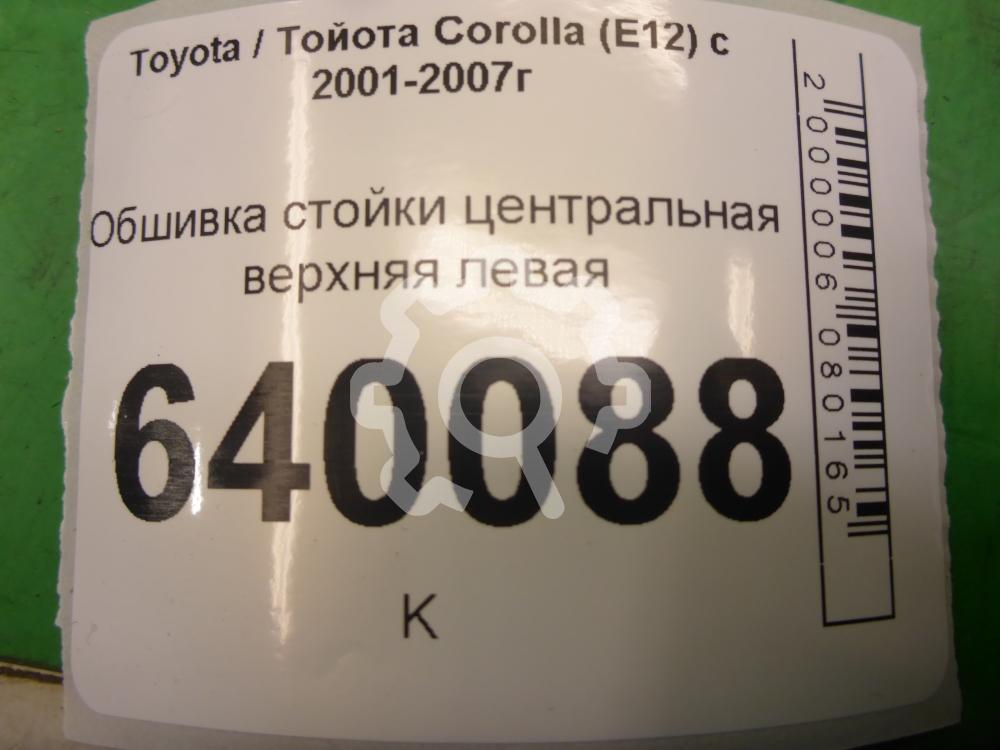 Toyota / Тойота Corolla (E12) с
2001-2007г
Обшивка стойки центральная
верхняя левая
640088
К
2000006080165